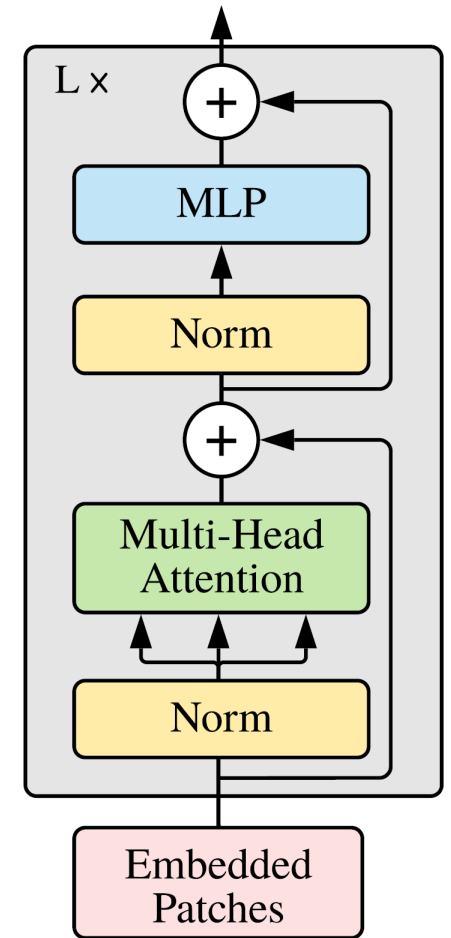 L ×
+
MLP
Norm
+
Multi-Head
Attention
Norm
Embedded
Patches